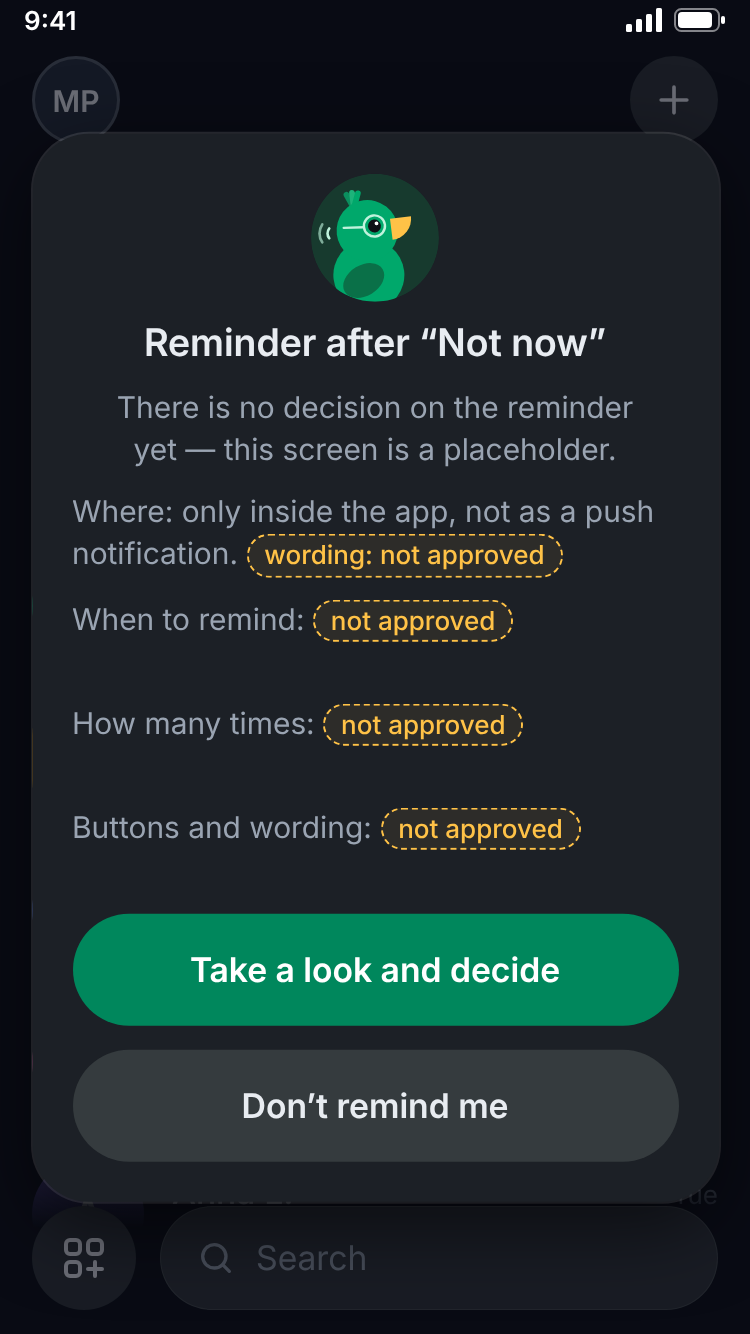 9:41
MP
Reminder after “Not now”
There is no decision on the reminder
yet — this screen is a placeholder.
Where: only inside the app, not as a push
notification. wording: not approved
When to remind: not approved
How many times: not approved
Buttons and wording: not approved
Take a look and decide
Don’t remind me
Search